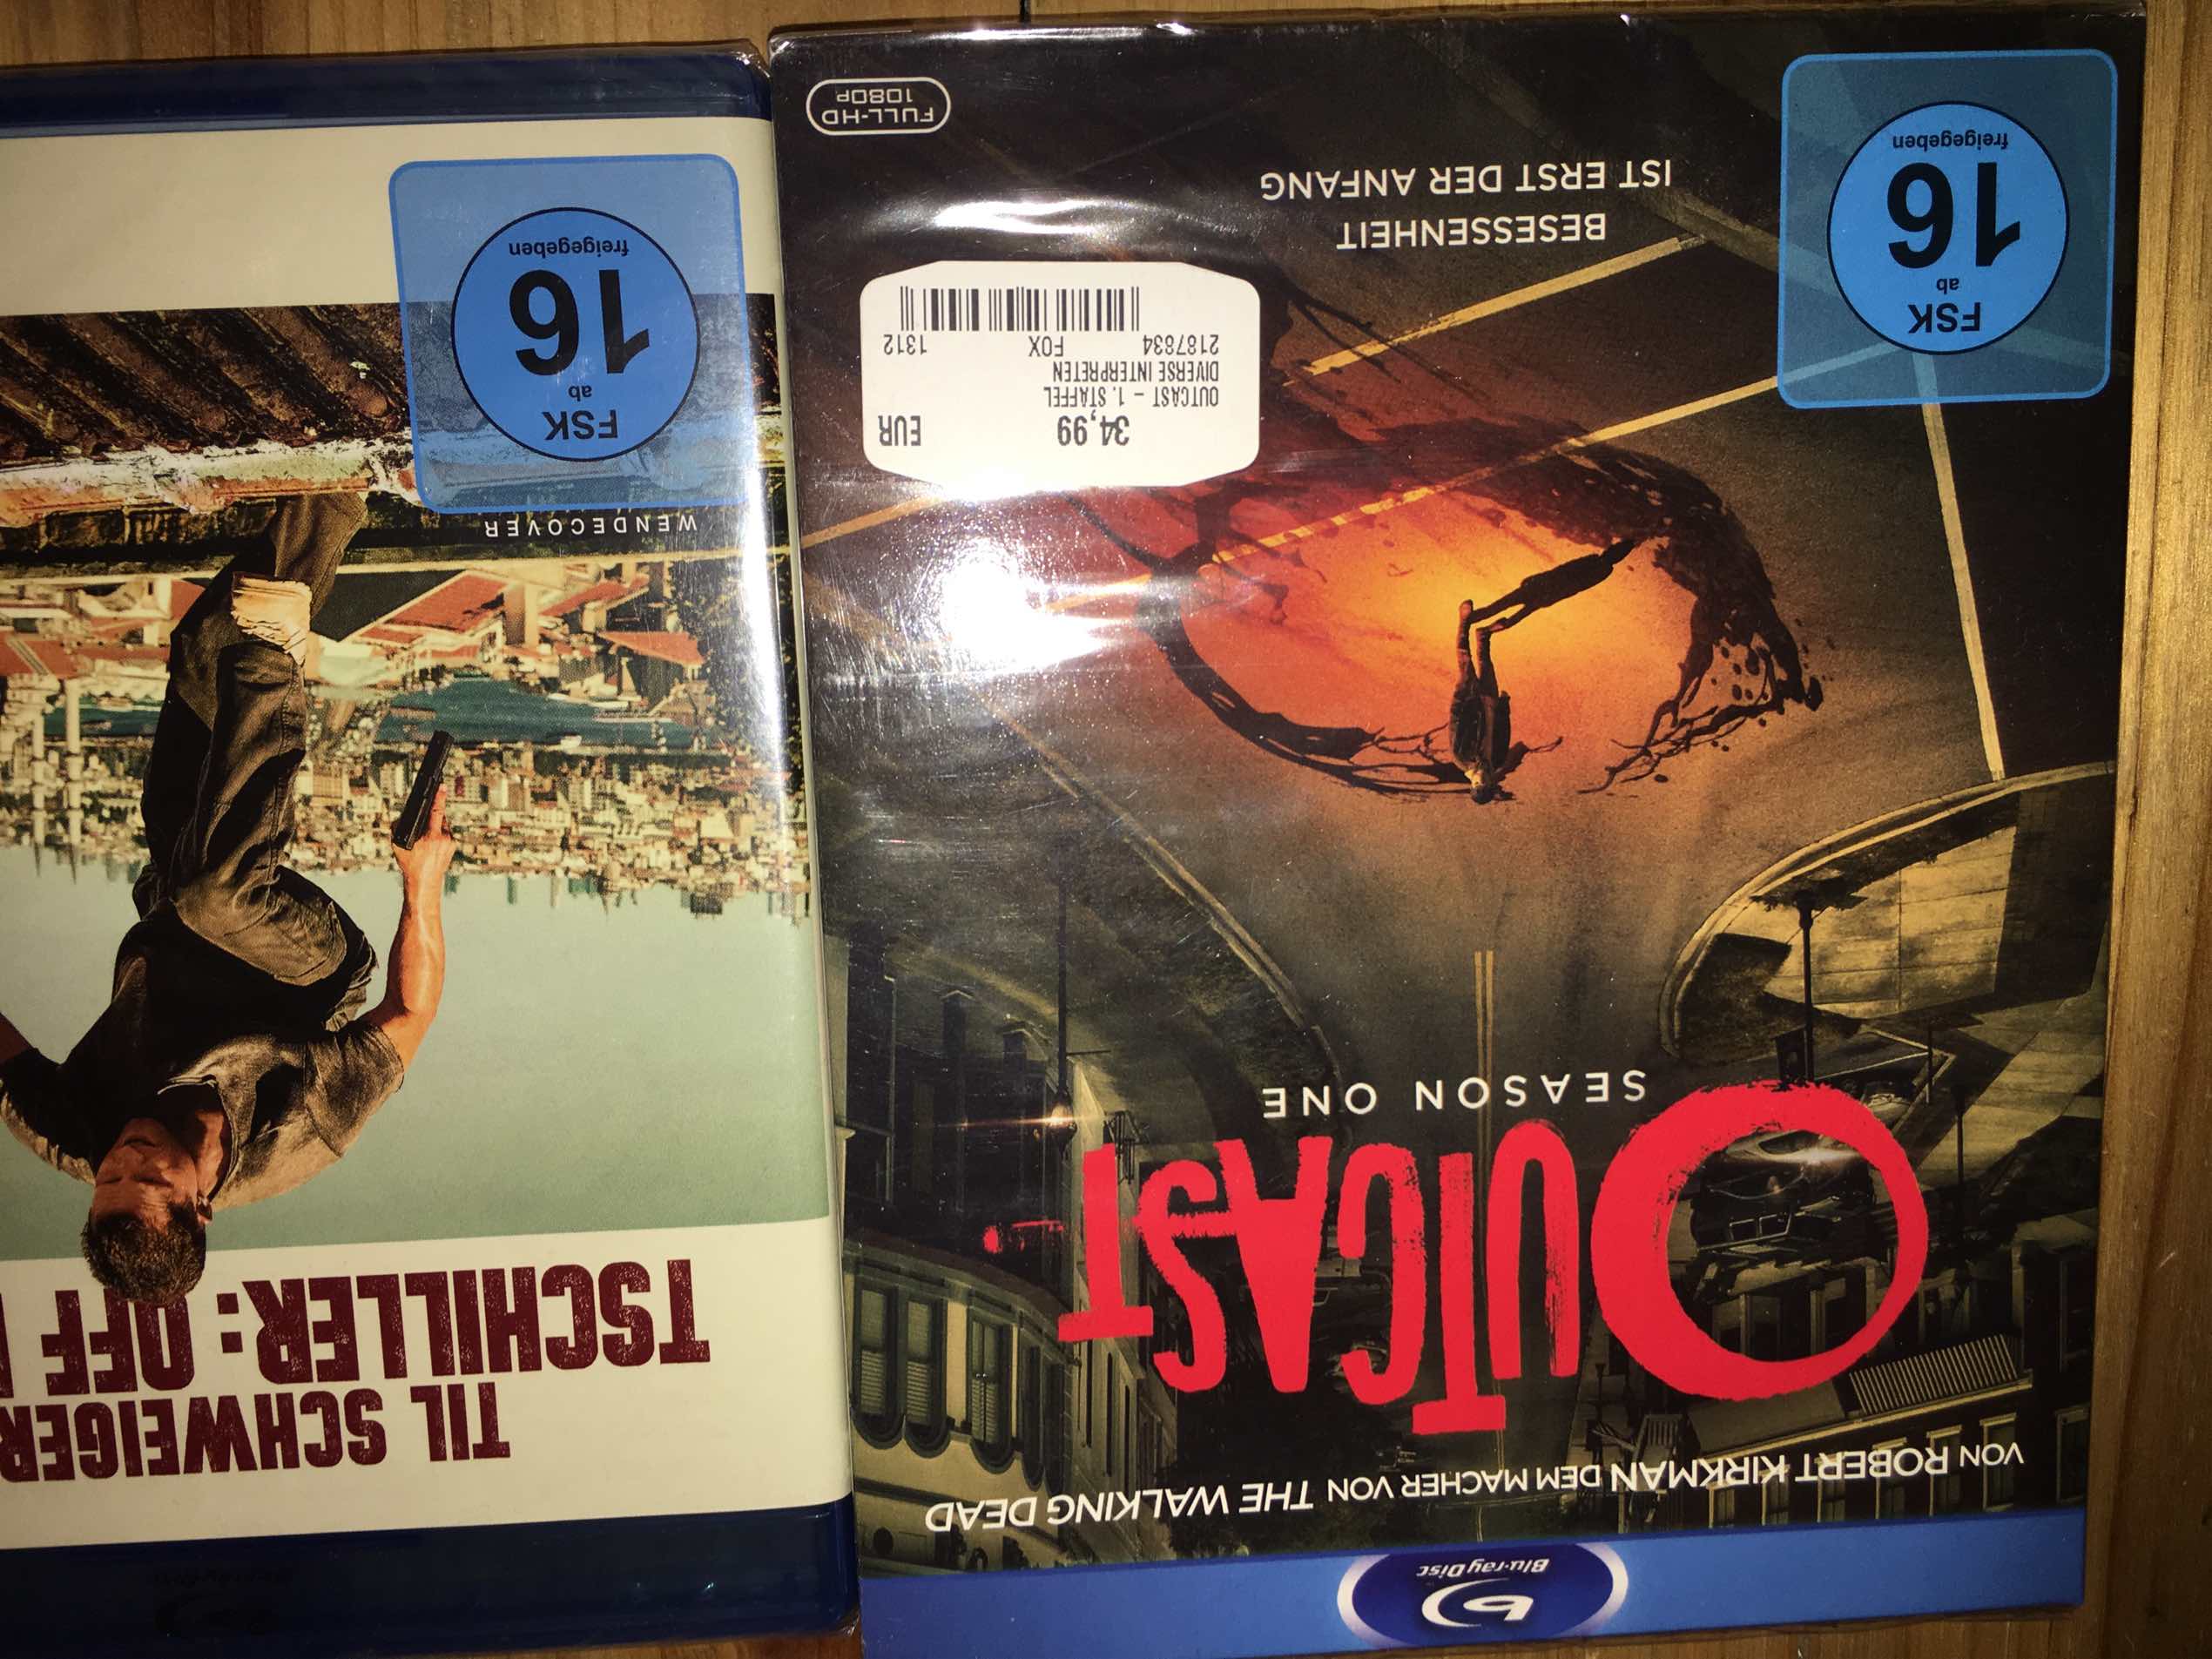 Blu-ray Disc
VON ROBERT KIRKMAN DEM MACHER VON THE WALKING DEAD
OUTCAST
SEASON ONE
34,99 EUR
OUTCAST - 1. STAFFEL
DIVERSE INTERPRETEN
2187834 FOX 1312
BESESSENHEIT
IST ERST DER ANFANG
FSK
ab
16
freigegeben
FULL-HD
1080p
TIL SCHWEIGER
TSCHILLER: OFF
WENDECOVER
FSK
ab
16
freigegeben